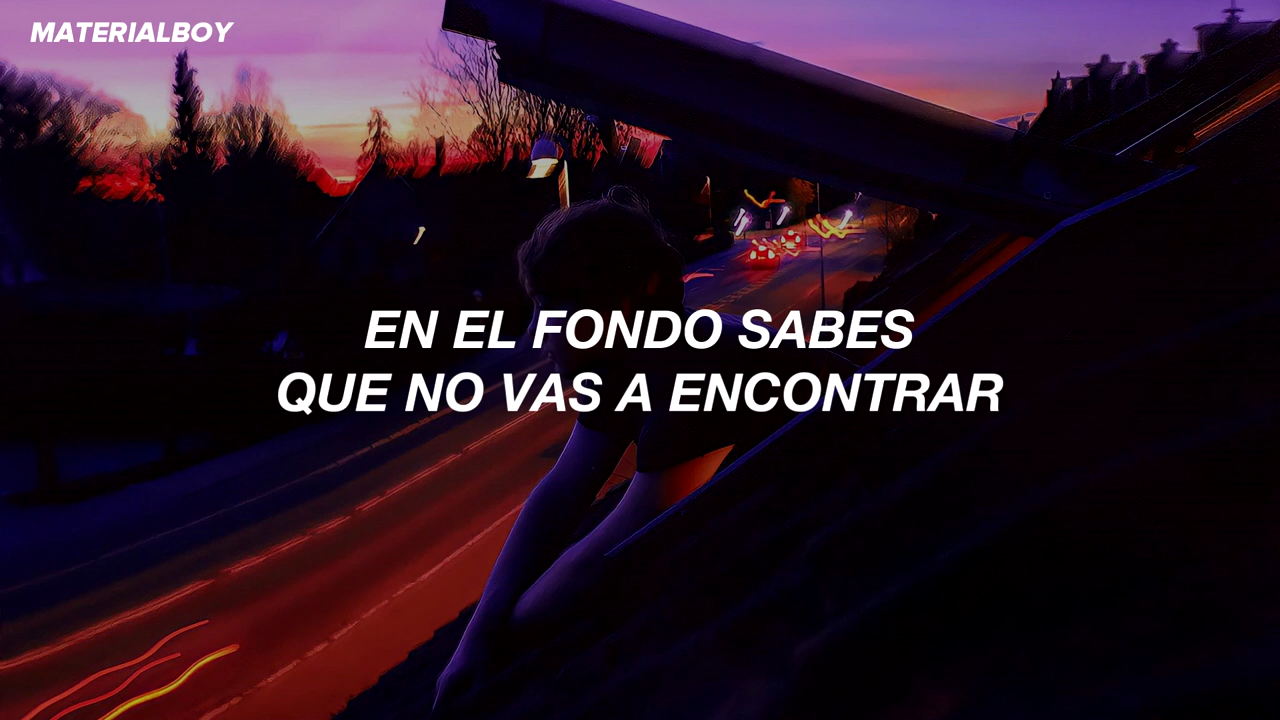 MATERIALBOY
EN EL FONDO SABES
QUE NO VAS A ENCONTRAR